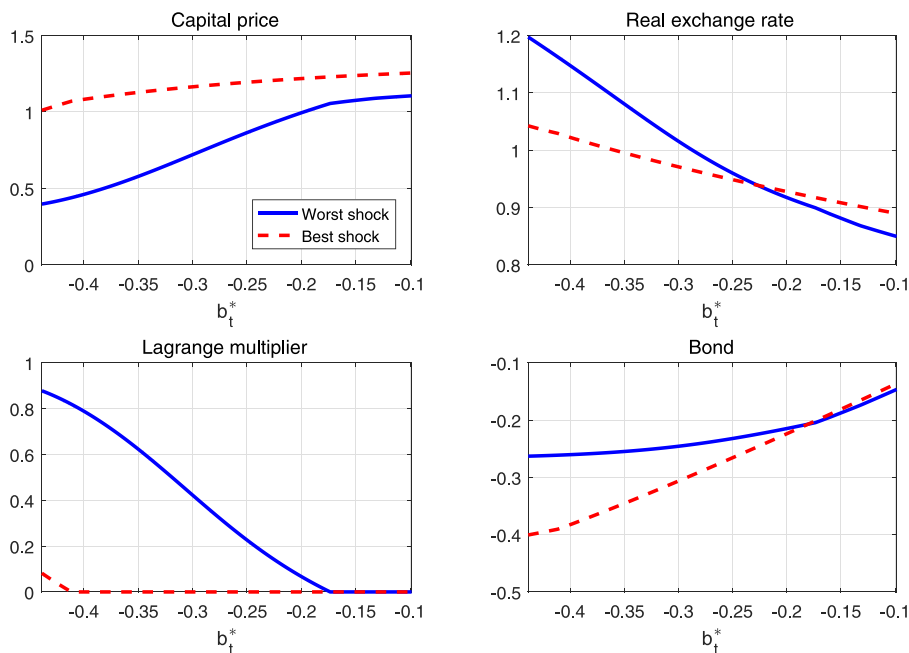 Capital price
1.5
1
0.5
0
-0.4 -0.35 -0.3 -0.25 -0.2 -0.15 -0.1
b*t
Worst shock
Best shock
Real exchange rate
1.2
1.1
1
0.9
0.8
-0.4 -0.35 -0.3 -0.25 -0.2 -0.15 -0.1
b*t
Lagrange multiplier
1
0.8
0.6
0.4
0.2
0
-0.4 -0.35 -0.3 -0.25 -0.2 -0.15 -0.1
b*t
Bond
-0.1
-0.2
-0.3
-0.4
-0.5
-0.4 -0.35 -0.3 -0.25 -0.2 -0.15 -0.1
b*t